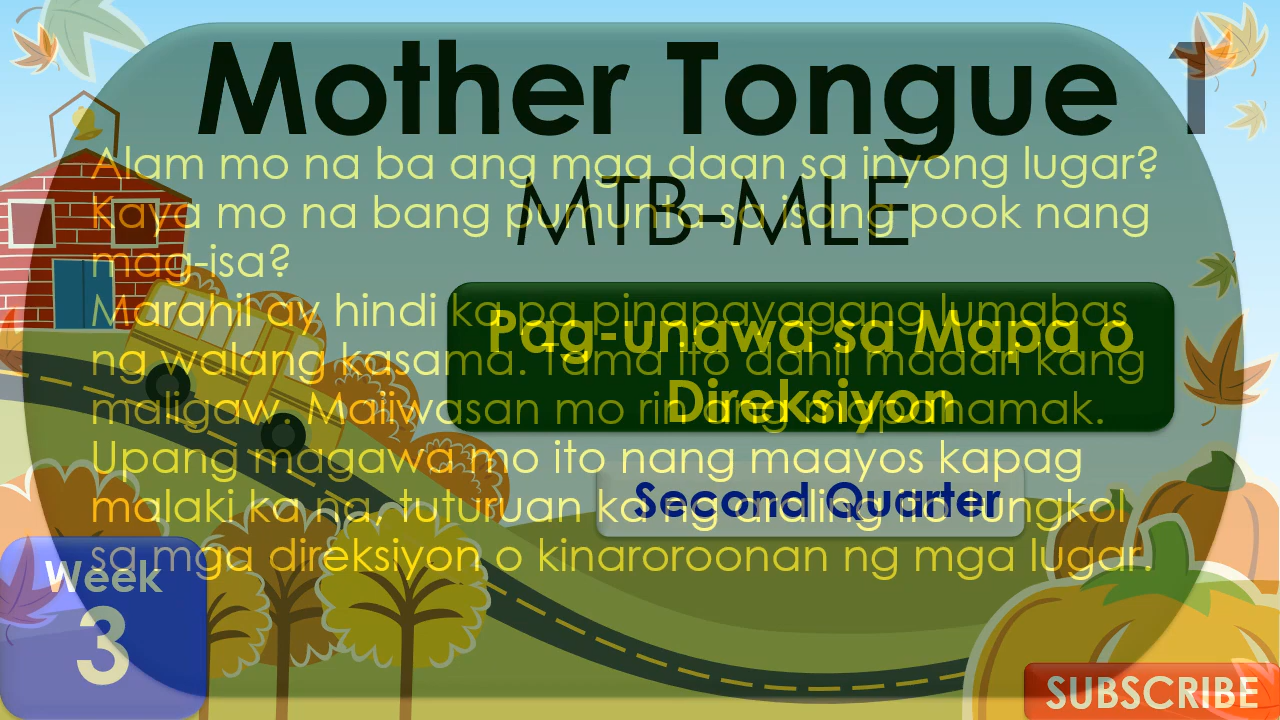 Mother Tongue 1
MTB-MLE
Pag-unawa sa Mapa o
Direksiyon
Second Quarter
Week
3
SUBSCRIBE
Alam mo na ba ang mga daan sa inyong lugar?
Kaya mo na bang pumunta sa isang pook nang
mag-isa?
Marahil ay hindi ka pa pinapayagang lumabas
ng walang kasama. Tama ito dahil maaari kang
maligaw. Maiiwasan mo rin ang mapahamak.
Upang magawa mo ito nang maayos kapag
malaki ka na, tuturuan ka ng araling ito tungkol
sa mga direksiyon o kinaroroonan ng mga lugar.